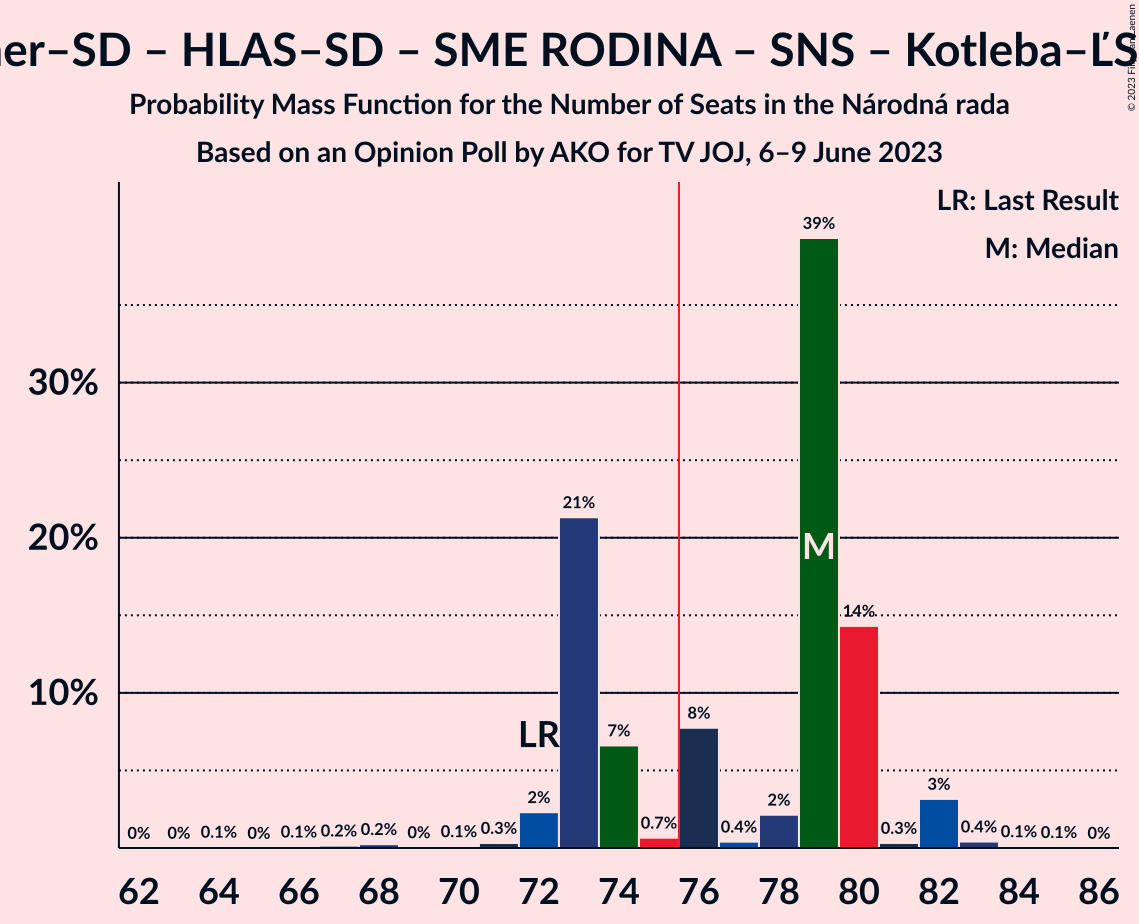 er–SD – HLAS–SD – SME RODINA – SNS – Kotleba–ĽS
Probability Mass Function for the Number of Seats in the Národná rada
Based on an Opinion Poll by AKO for TV JOJ, 6–9 June 2023
LR: Last Result
M: Median
39%
30%
21%
20%
M
14%
10%
LR
8%
7%
3%
2%
2%
0% 0% 0.1% 0% 0.1% 0.2% 0.2% 0% 0.1% 0.3% 0.7% 0.4% 0.3% 0.4% 0.1% 0.1% 0%
62 64 66 68 70 72 74 76 78 80 82 84 86
© 2023